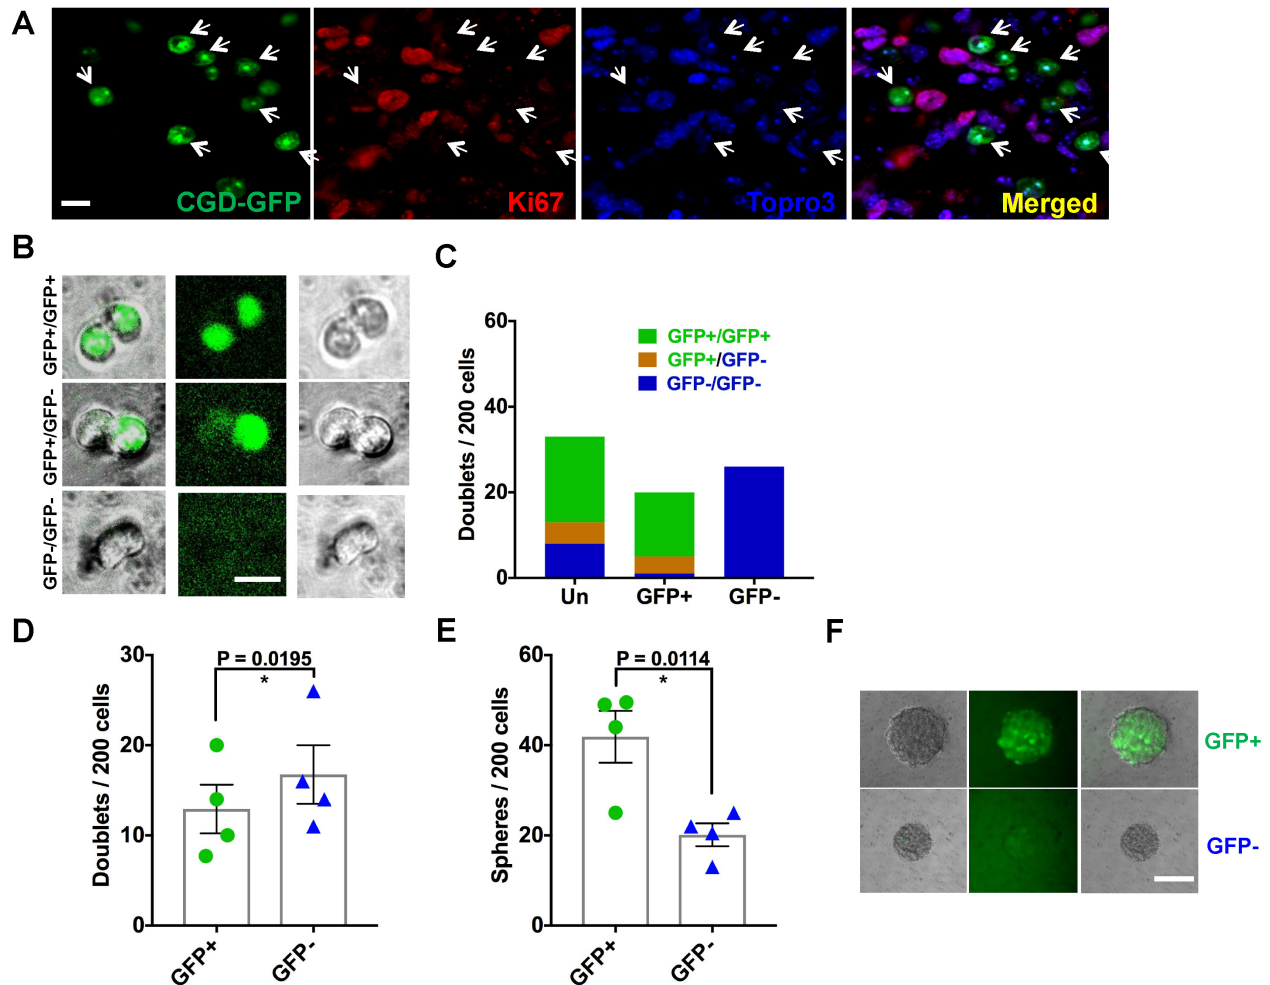 A
CGD-GFP
Ki67
Topro3
Merged
B
GFP+/GFP+
GFP+/GFP-
GFP-/GFP-
C
60
40
20
0
Doublets / 200 cells
GFP+/GFP+
GFP+/GFP-
GFP-/GFP-
Un
GFP+
GFP-
D
30
20
10
0
Doublets / 200 cells
P = 0.0195
*
GFP+
GFP-
E
60
40
20
0
Spheres / 200 cells
P = 0.0114
*
GFP+
GFP-
F
GFP+
GFP-